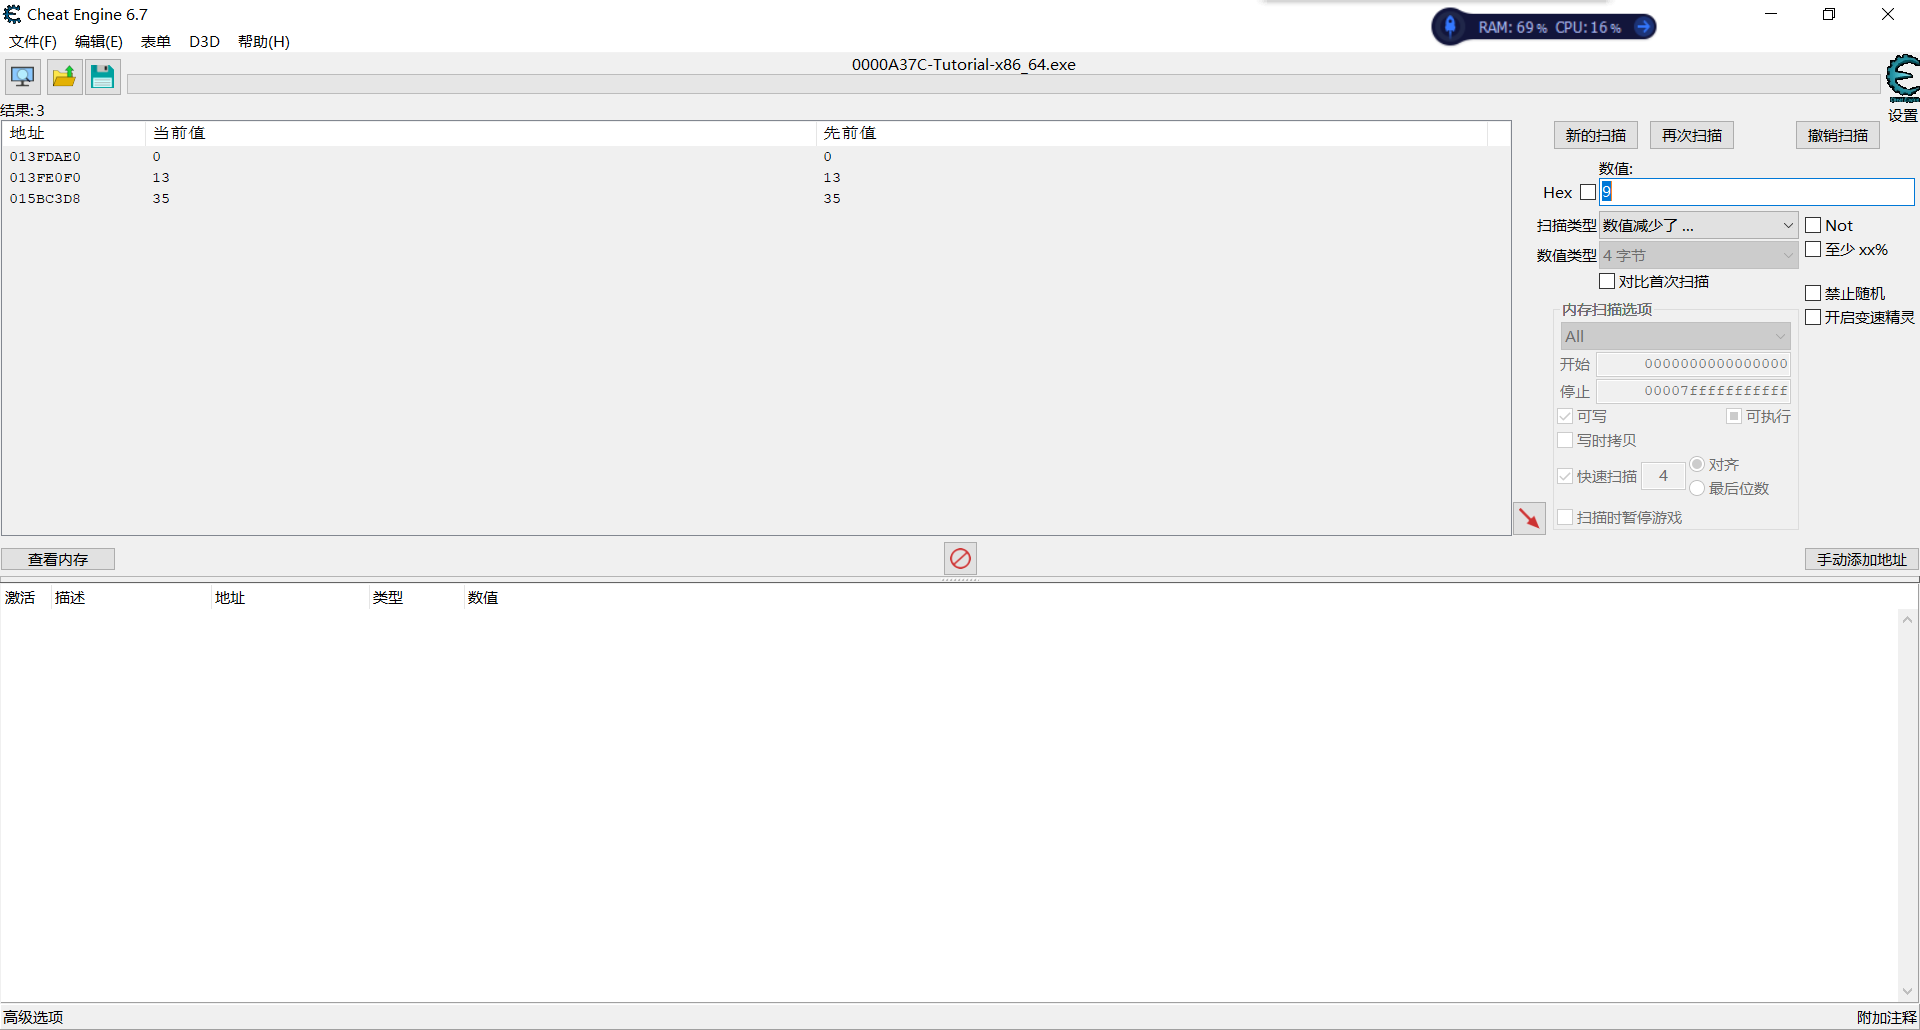 Cheat Engine 6.7
RAM: 69% CPU: 16%
文件(F) 编辑(E) 表单 D3D 帮助(H)
0000A37C-Tutorial-x86_64.exe
结果: 3
设置
地址 当前值 先前值
013FDAE0 0 0
013FE0F0 13 13
015BC3D8 35 35
新的扫描 再次扫描 撤销扫描
数值:
Hex 9
扫描类型 数值减少了 ... Not
数值类型 4 字节 至少 xx%
对比首次扫描
禁止随机
内存扫描选项
开启变速精灵
All
开始 0000000000000000
停止 00007fffffffffff
可写 可执行
写时拷贝
快速扫描 4 对齐
最后位数
扫描时暂停游戏
查看内存 手动添加地址
激活 描述 地址 类型 数值
高级选项 附加注释